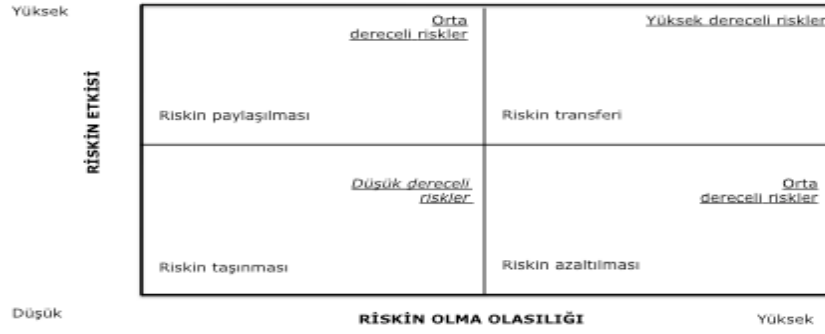 Yüksek
Orta
dereceli riskler
Yüksek dereceli riskler
RİSKİN ETKİSİ
Riskin paylaşılması
Riskin transferi
Düşük dereceli
riskler
Orta
dereceli riskler
Riskin taşınması
Riskin azaltılması
Düşük
RİSKİN OLMA OLASILIĞI
Yüksek